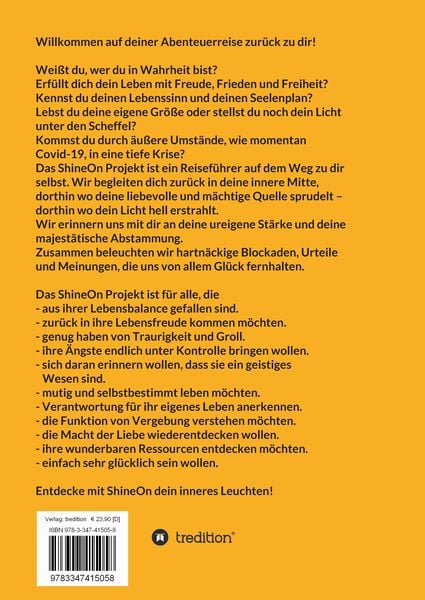 Willkommen auf deiner Abenteuerreise zurück zu dir!
Weißt du, wer du in Wahrheit bist?
Erfüllt dich dein Leben mit Freude, Frieden und Freiheit?
Kennst du deinen Lebenssinn und deinen Seelenplan?
Lebst du deine eigene Größe oder stellst du noch dein Licht
unter den Scheffel?
Kommst du durch äußere Umstände, wie momentan
Covid-19, in eine tiefe Krise?
Das ShineOn Projekt ist ein Reiseführer auf dem Weg zu dir
selbst. Wir begleiten dich zurück in deine innere Mitte,
dorthin wo deine liebevolle und mächtige Quelle sprudelt –
dorthin wo dein Licht hell erstrahlt.
Wir erinnern uns mit dir an deine ureigene Stärke und deine
majestätische Abstammung.
Zusammen beleuchten wir hartnäckige Blockaden, Urteile
und Meinungen, die uns von allem Glück fernhalten.
Das ShineOn Projekt ist für alle, die
- aus ihrer Lebensbalance gefallen sind.
- zurück in ihre Lebensfreude kommen möchten.
- genug haben von Traurigkeit und Groll.
- ihre Ängste endlich unter Kontrolle bringen wollen.
- sich daran erinnern wollen, dass sie ein geistiges
Wesen sind.
- mutig und selbstbestimmt leben möchten.
- Verantwortung für ihr eigenes Leben anerkennen.
- die Funktion von Vergebung verstehen möchten.
- die Macht der Liebe wiederentdecken wollen.
- ihre wunderbaren Ressourcen entdecken möchten.
- einfach sehr glücklich sein wollen.
Entdecke mit ShineOn dein inneres Leuchten!
Verlag: tredition € 23,90 [D]
ISBN 978-3-347-41505-8
tredition®
9783347415058